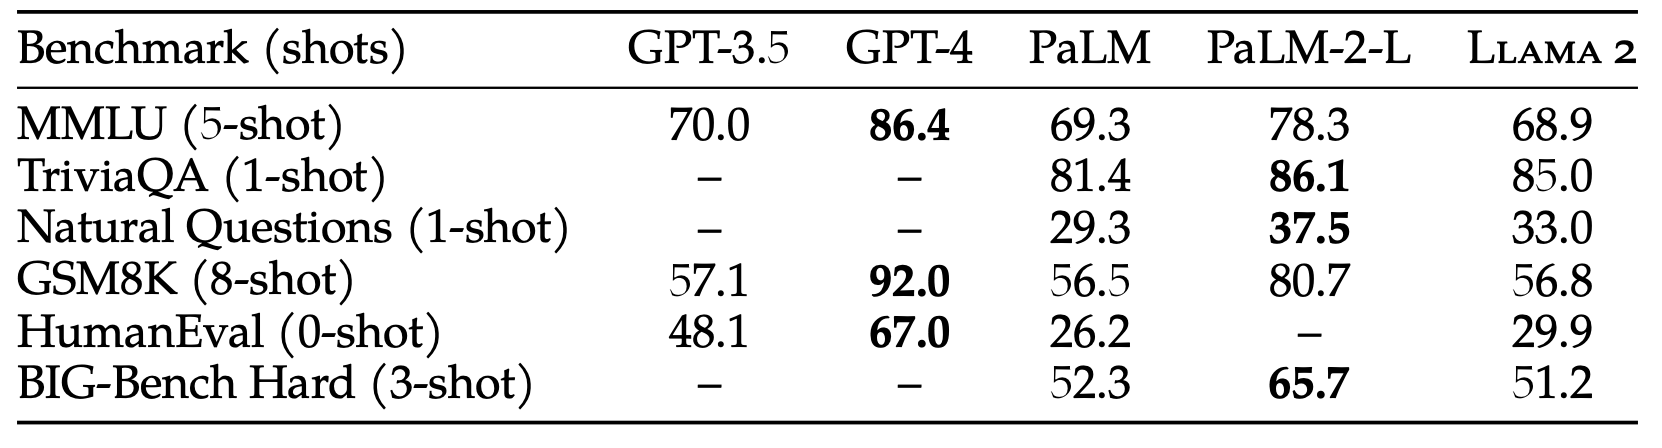 Benchmark (shots) GPT-3.5 GPT-4 PaLM PaLM-2-L LLAMA 2
MMLU (5-shot) 70.0 86.4 69.3 78.3 68.9
TriviaQA (1-shot) – – 81.4 86.1 85.0
Natural Questions (1-shot) – – 29.3 37.5 33.0
GSM8K (8-shot) 57.1 92.0 56.5 80.7 56.8
HumanEval (0-shot) 48.1 67.0 26.2 – 29.9
BIG-Bench Hard (3-shot) – – 52.3 65.7 51.2